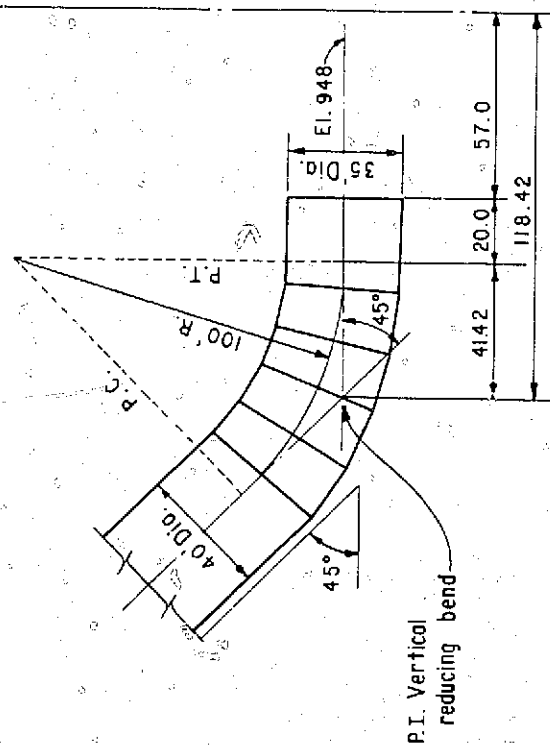 P.C.
P.T.
100' R.
El. 948
35' Dia.
40' Dia.
45°
45°
57.0
20.0
41.42
118.42
P.I. Vertical
reducing bend